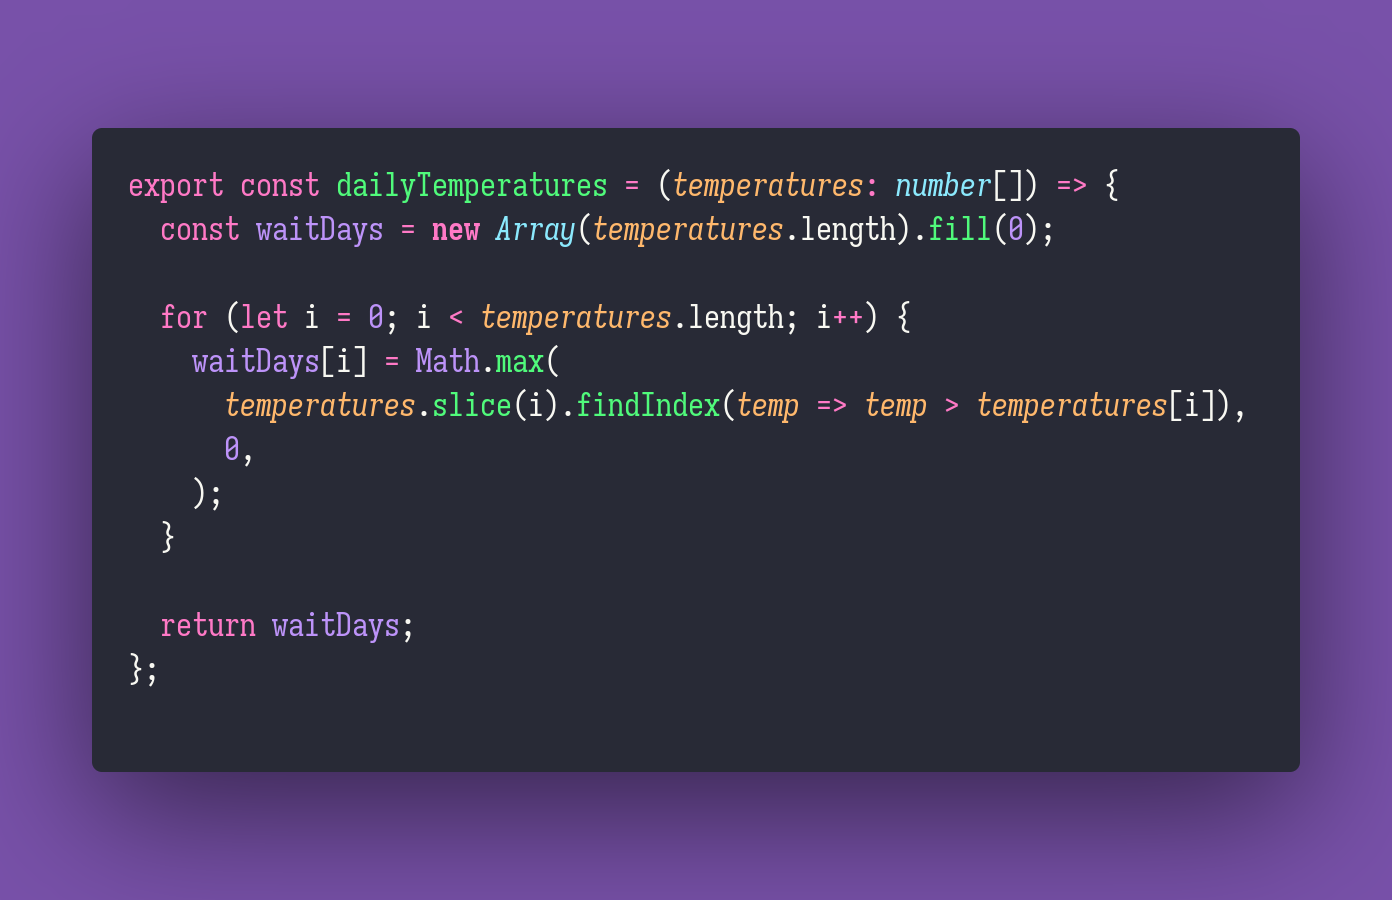 export const dailyTemperatures = (temperatures: number[]) => {
  const waitDays = new Array(temperatures.length).fill(0);

  for (let i = 0; i < temperatures.length; i++) {
    waitDays[i] = Math.max(
      temperatures.slice(i).findIndex(temp => temp > temperatures[i]),
      0,
    );
  }

  return waitDays;
};